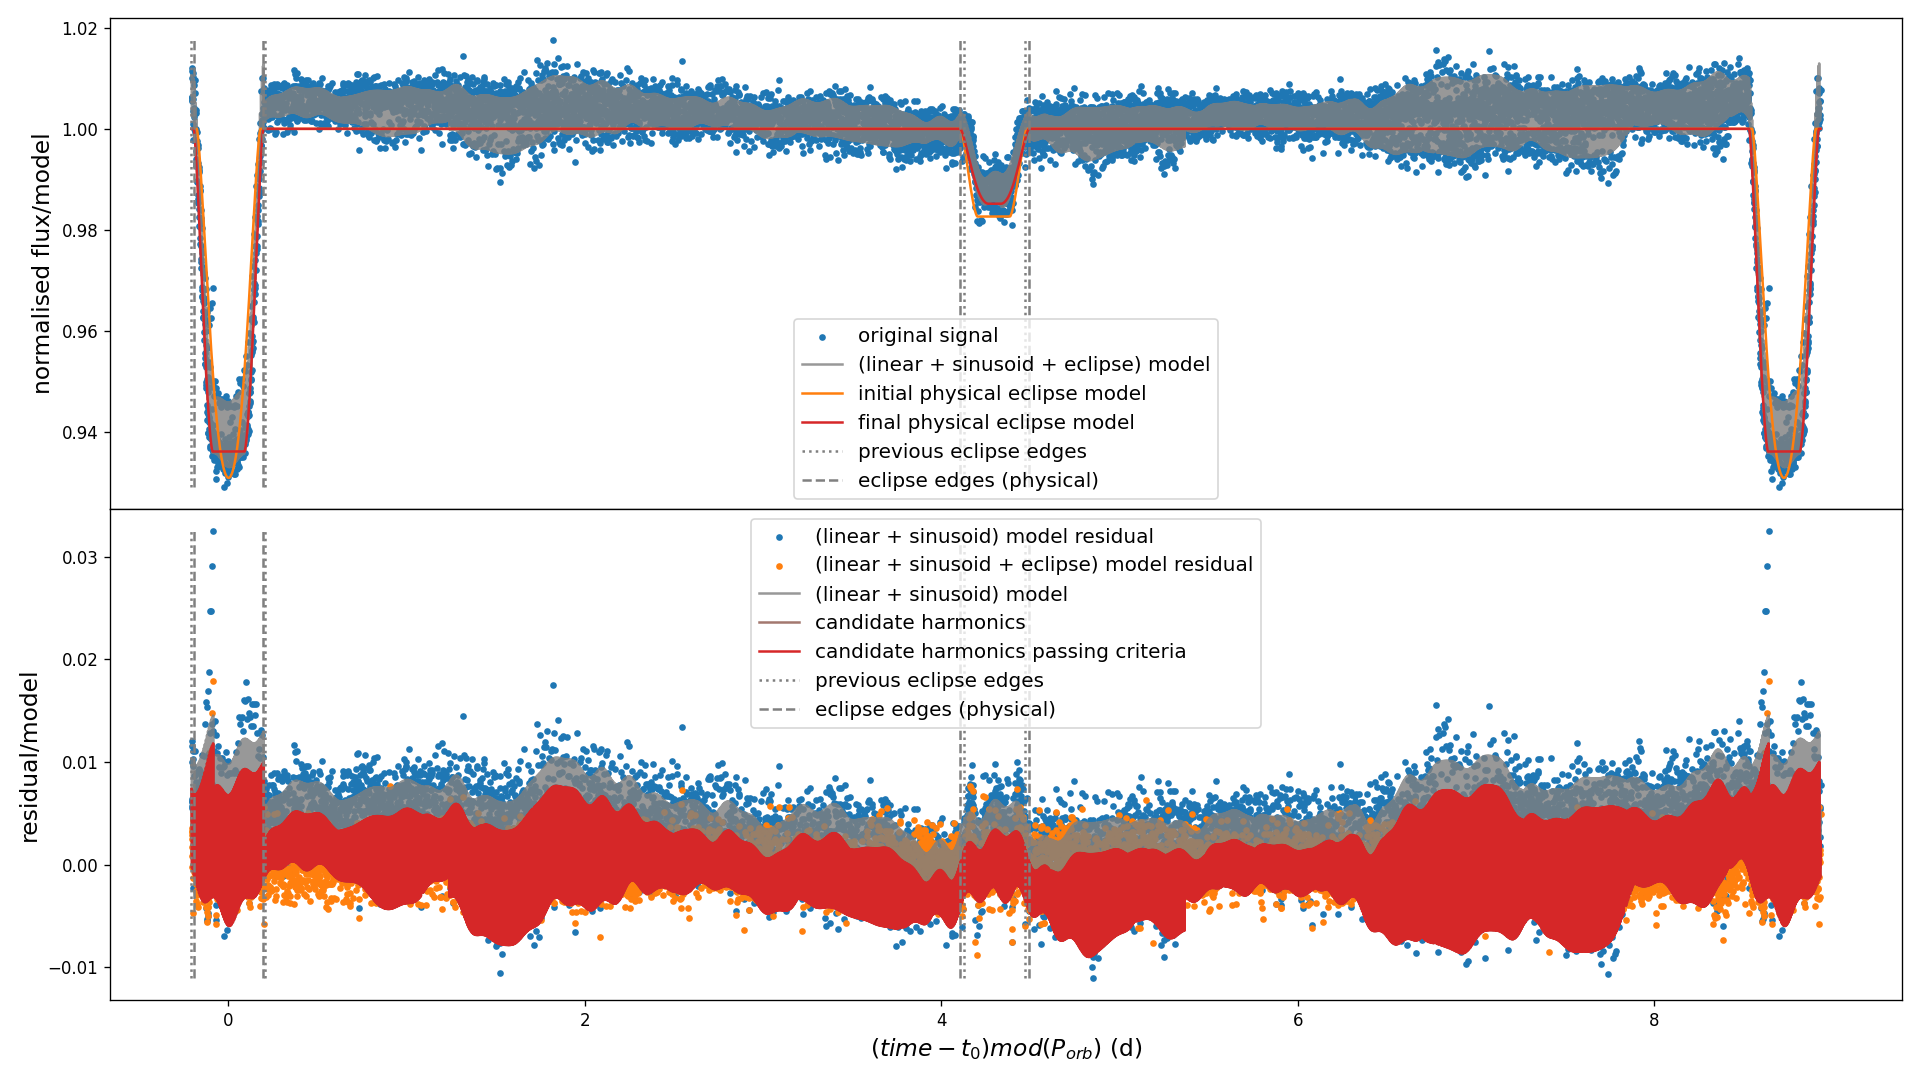 1.02
1.00
0.98
0.96
0.94
normalised flux/model
original signal
(linear + sinusoid + eclipse) model
initial physical eclipse model
final physical eclipse model
previous eclipse edges
eclipse edges (physical)
0.03
0.02
0.01
0.00
−0.01
residual/model
(linear + sinusoid) model residual
(linear + sinusoid + eclipse) model residual
(linear + sinusoid) model
candidate harmonics
candidate harmonics passing criteria
previous eclipse edges
eclipse edges (physical)
0 2 4 6 8
(time − t₀)mod(P_orb) (d)